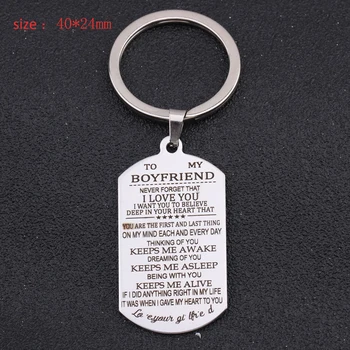 size : 40*24mm
TO MY
BOYFRIEND
NEVER FORGET THAT
I LOVE YOU
I WANT YOU TO BELIEVE
DEEP IN YOUR HEART THAT
★★★★★
YOU ARE THE FIRST AND LAST THING
ON MY MIND EACH AND EVERY DAY
THINKING OF YOU
KEEPS ME AWAKE
DREAMING OF YOU
KEEPS ME ASLEEP
BEING WITH YOU
KEEPS ME ALIVE
IF I DID ANYTHING RIGHT IN MY LIFE
IT WAS WHEN I GAVE MY HEART TO YOU